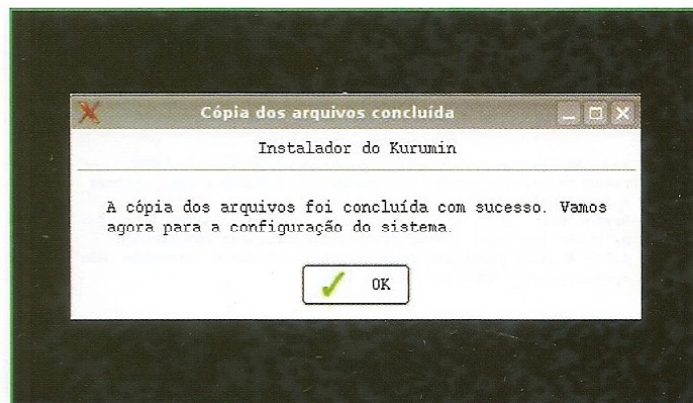 Cópia dos arquivos concluída
Instalador do Kurumin
A cópia dos arquivos foi concluída com sucesso. Vamos
agora para a configuração do sistema.
OK